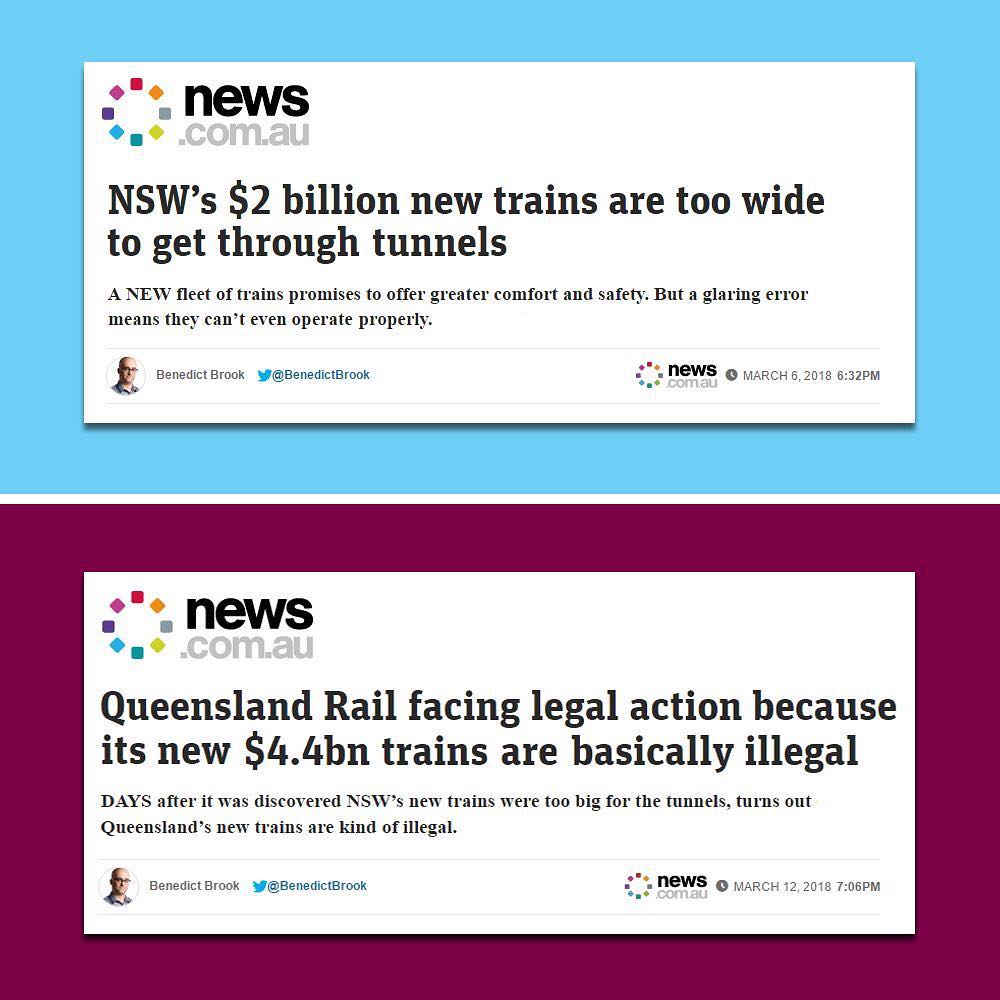 news
.com.au
NSW’s $2 billion new trains are too wide
to get through tunnels
A NEW fleet of trains promises to offer greater comfort and safety. But a glaring error
means they can’t even operate properly.
Benedict Brook @BenedictBrook news .com.au MARCH 6, 2018 6:32PM
news
.com.au
Queensland Rail facing legal action because
its new $4.4bn trains are basically illegal
DAYS after it was discovered NSW’s new trains were too big for the tunnels, turns out
Queensland’s new trains are kind of illegal.
Benedict Brook @BenedictBrook news .com.au MARCH 12, 2018 7:06PM